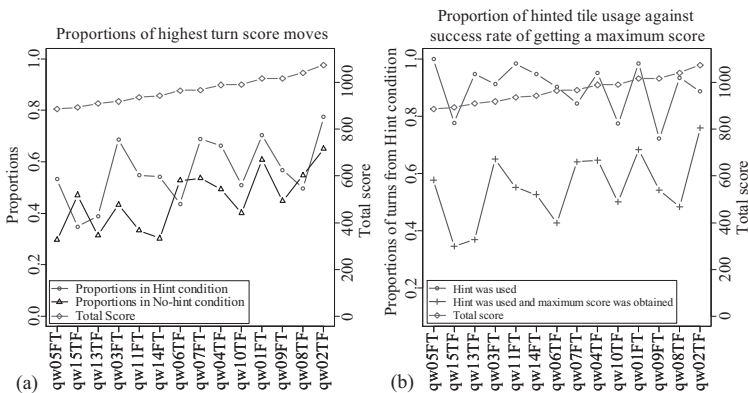 Proportions of highest turn score moves
Proportions
0.0 0.2 0.4 0.6 0.8 1.0
Total score
0 200 400 600 800 1000
Proportions in Hint condition
Proportions in No-hint condition
Total Score
qw05FT
qw15TF
qw13TF
qw03FT
qw11FT
qw14FT
qw06TF
qw07FT
qw04TF
qw10TF
qw01FT
qw09FT
qw08TF
qw02TF
(a)
Proportion of hinted tile usage against
success rate of getting a maximum score
Proportions of turns from Hint condition
0.2 0.4 0.6 0.8 1.0
Total score
0 200 400 600 800 1000
Hint was used
Hint was used and maximum score was obtained
Total score
qw05FT
qw15TF
qw13TF
qw03FT
qw11FT
qw14FT
qw06TF
qw07FT
qw04TF
qw10TF
qw01FT
qw09FT
qw08TF
qw02TF
(b)